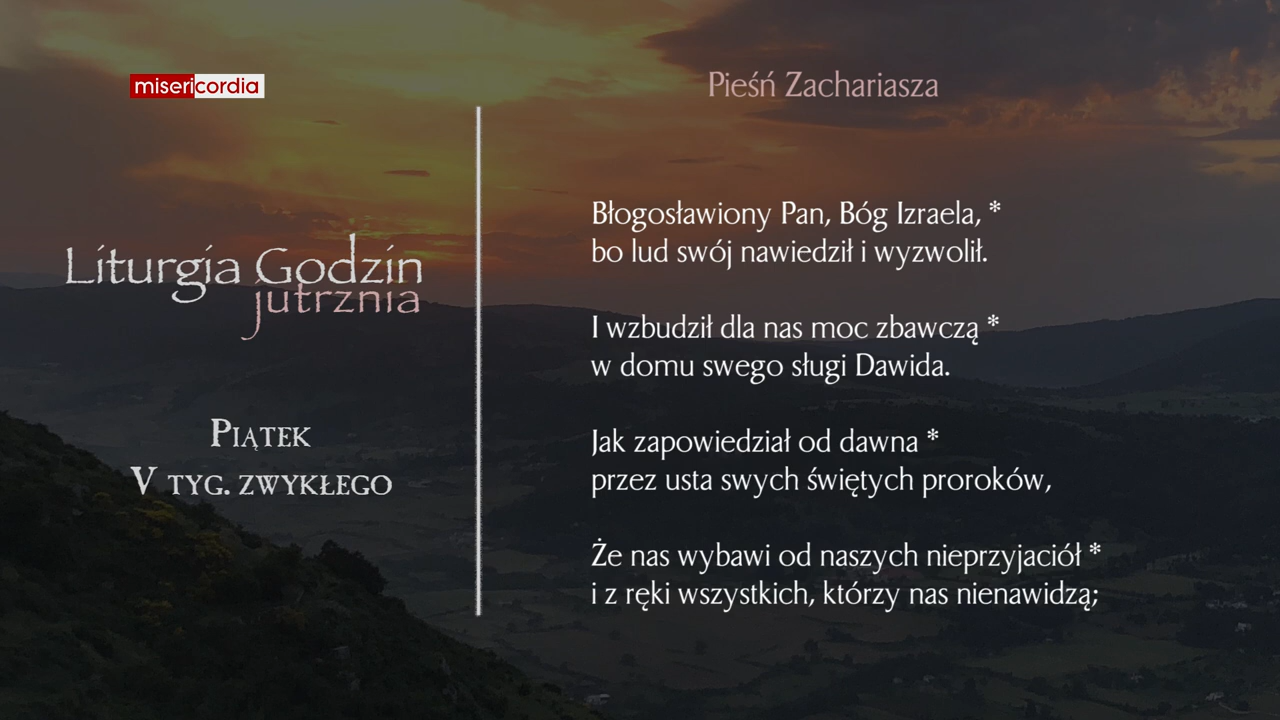 misericordia
Liturgia Godzin
jutrznia
Piątek
V tyg. zwykłego
Pieśń Zachariasza
Błogosławiony Pan, Bóg Izraela, *
bo lud swój nawiedził i wyzwolił.
I wzbudził dla nas moc zbawczą *
w domu swego sługi Dawida.
Jak zapowiedział od dawna *
przez usta swych świętych proroków,
Że nas wybawi od naszych nieprzyjaciół *
i z ręki wszystkich, którzy nas nienawidzą;